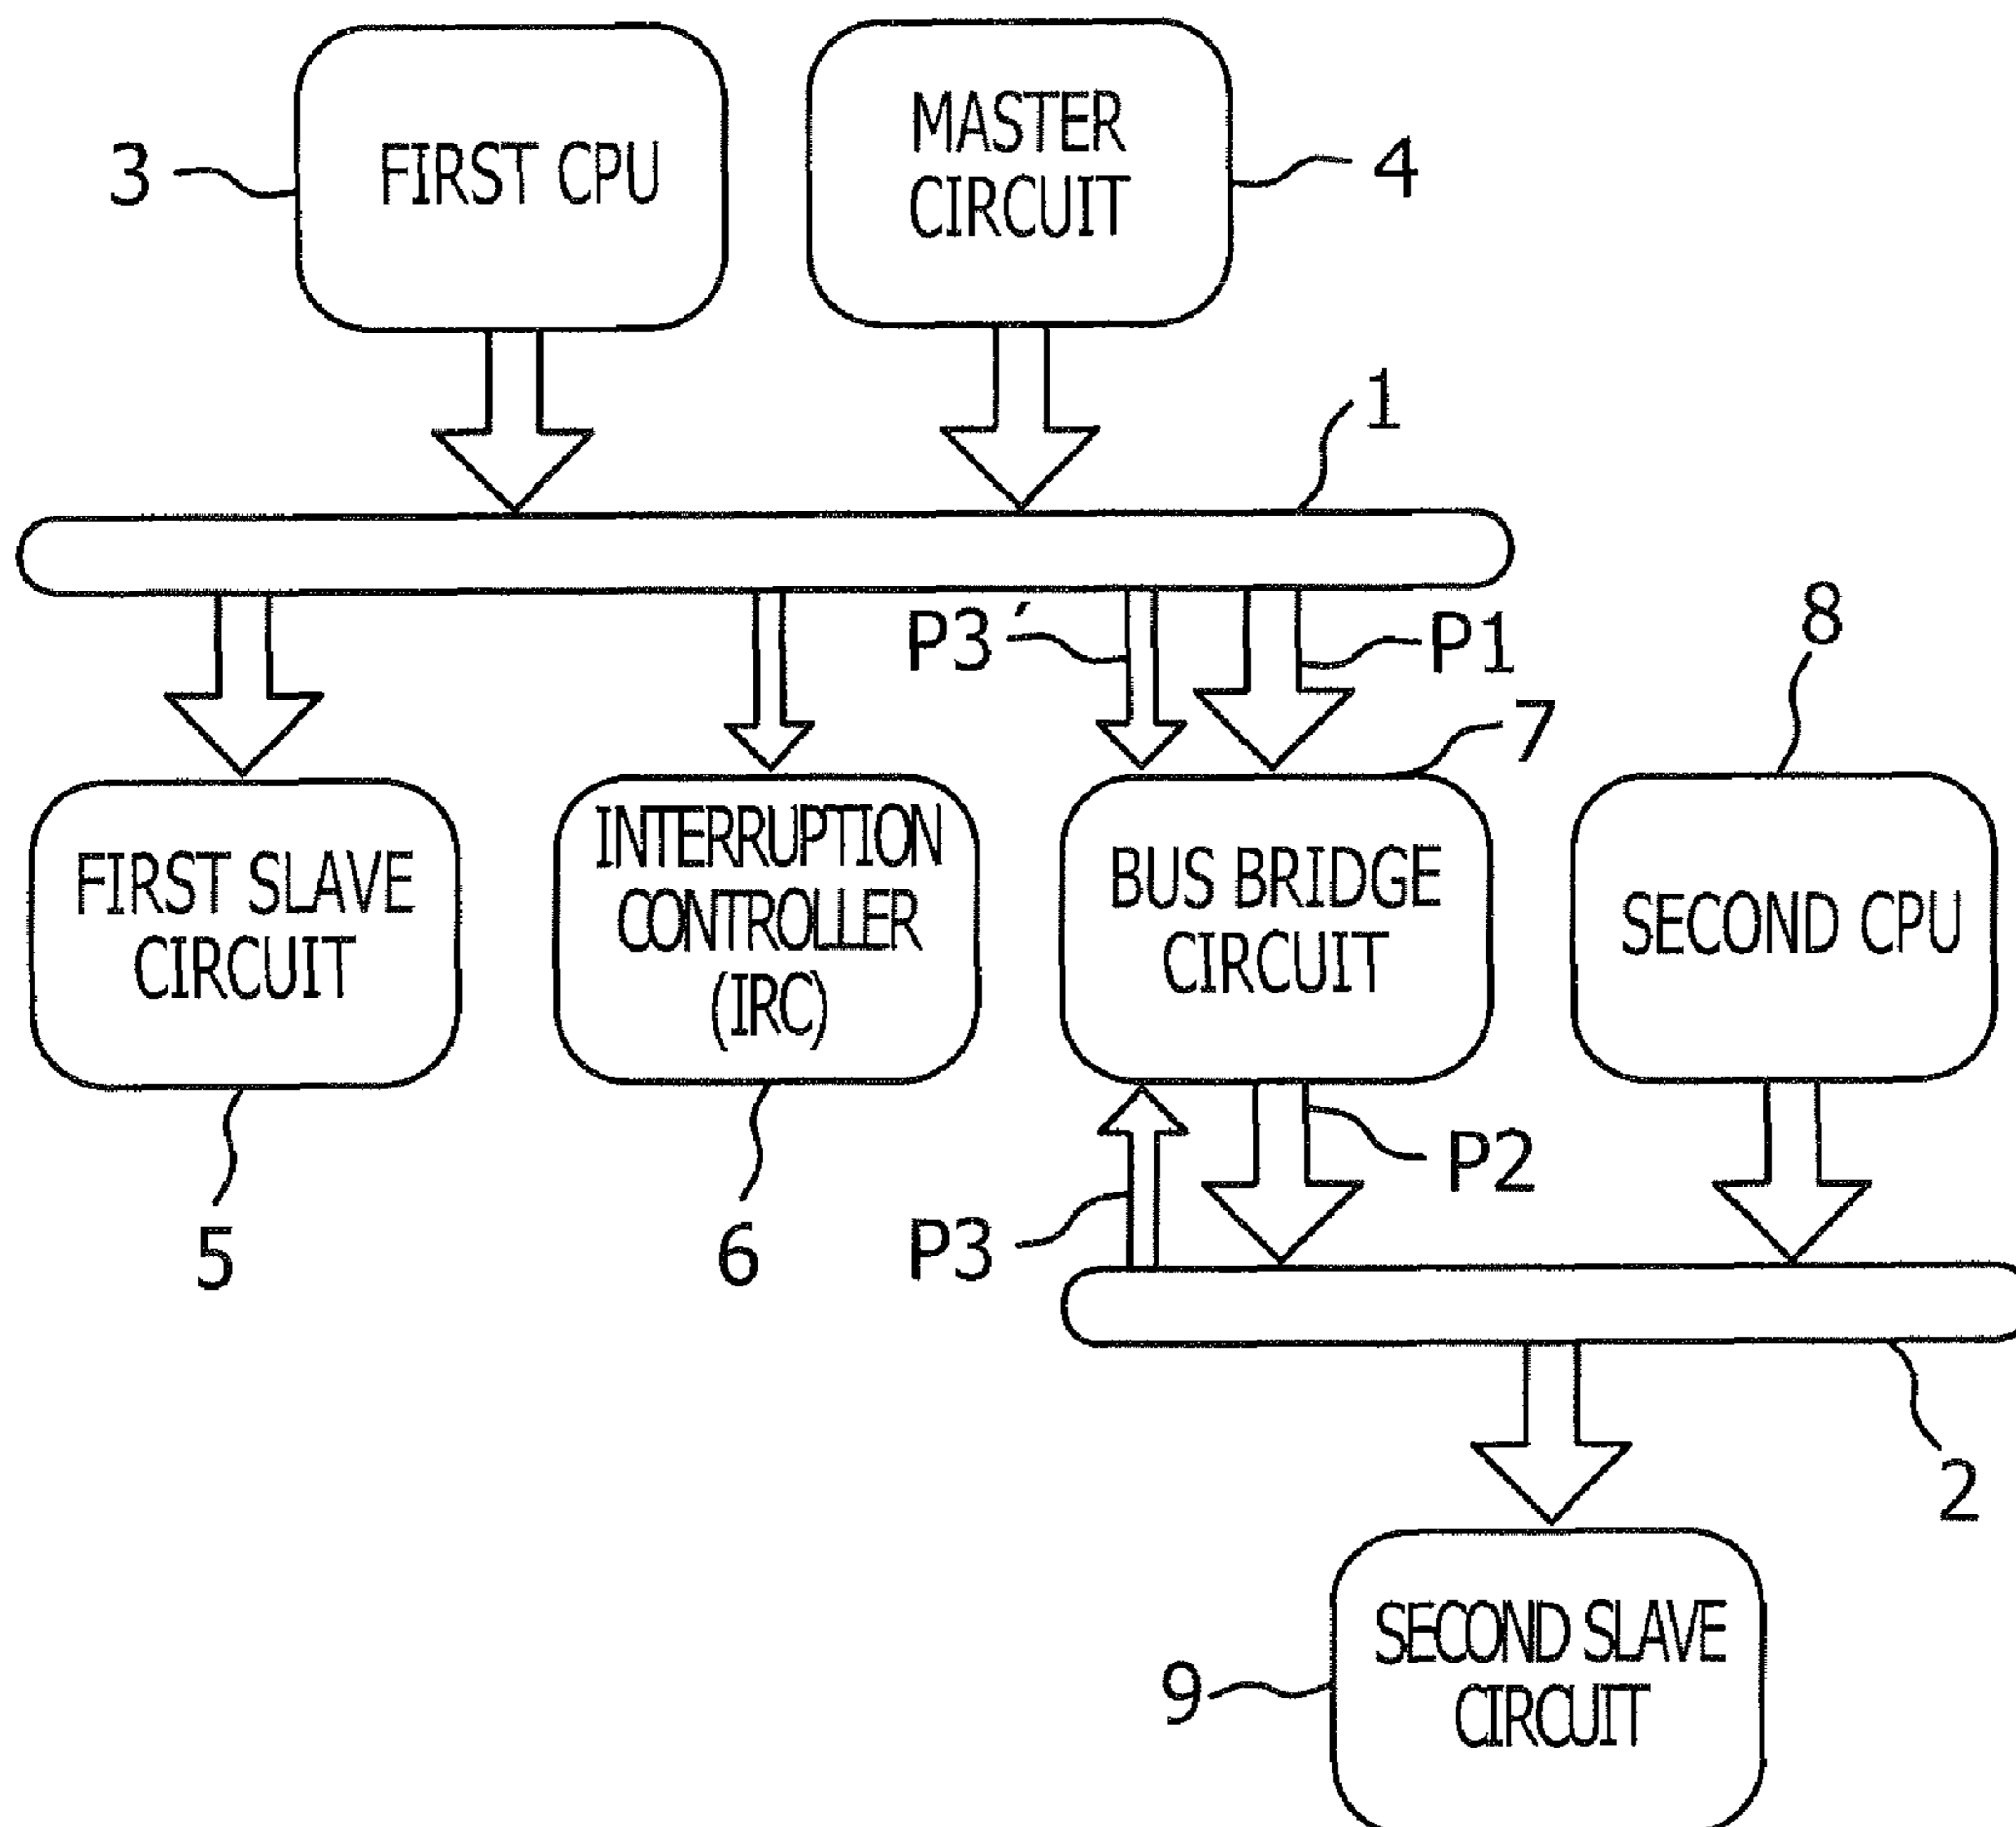 FIRST CPU
3
MASTER
CIRCUIT
4
1
P3′
P1
7
8
FIRST SLAVE
CIRCUIT
5
INTERRUPTION
CONTROLLER
(IRC)
6
BUS BRIDGE
CIRCUIT
SECOND CPU
P3
P2
2
SECOND SLAVE
CIRCUIT
9